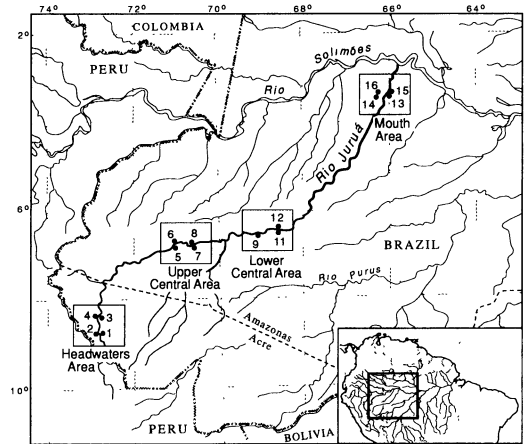 74° 72° 70° 68° 66° 64°
2°
COLOMBIA
PERU
Rio Solimões
16 15
14 13
Mouth
Area
Rio Juruá
6°
12
11
9
6 8
5 7
Upper
Central Area
Lower
Central Area
BRAZIL
Rio Purus
4 3
2 1
Headwaters
Area
Amazonas
Acre
10°
PERU
BOLIVIA